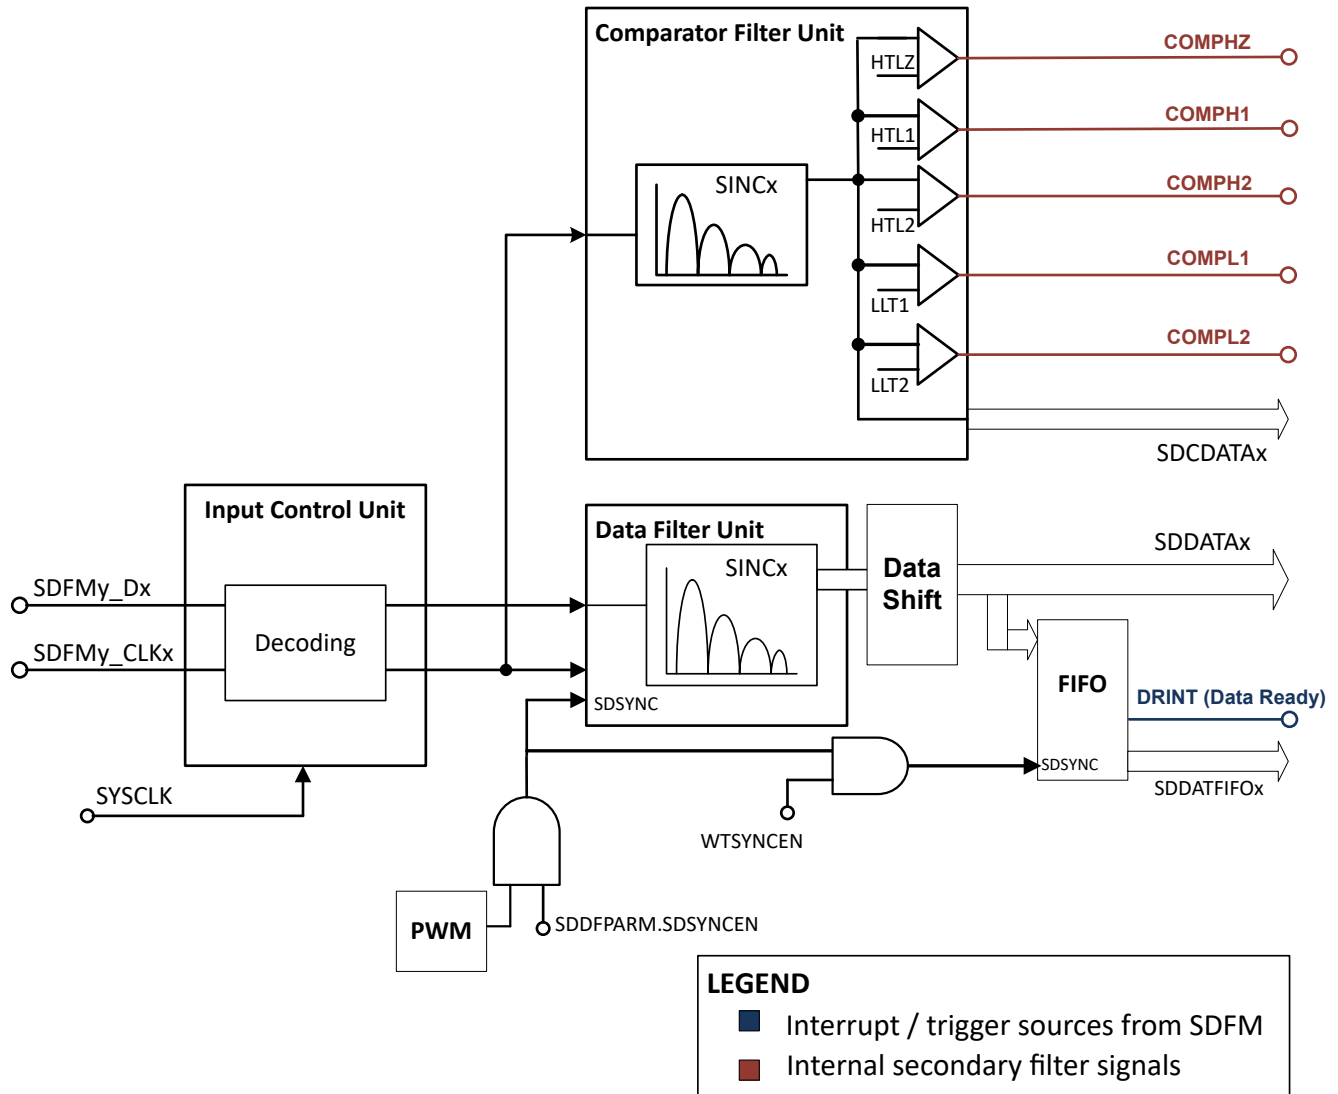 Comparator Filter Unit
HTLZ
COMPHZ
HTL1
COMPH1
SINCx
HTL2
COMPH2
LLT1
COMPL1
LLT2
COMPL2
SDCDATAx
Input Control Unit
SDFMy_Dx
SDFMy_CLKx
Decoding
SYSCLK
Data Filter Unit
SINCx
SDSYNC
Data
Shift
SDDATAx
FIFO
DRINT (Data Ready)
SDSYNC
SDDATFIFOx
WTSYNCEN
PWM
SDDFPARM.SDSYNCEN
LEGEND
Interrupt / trigger sources from SDFM
Internal secondary filter signals